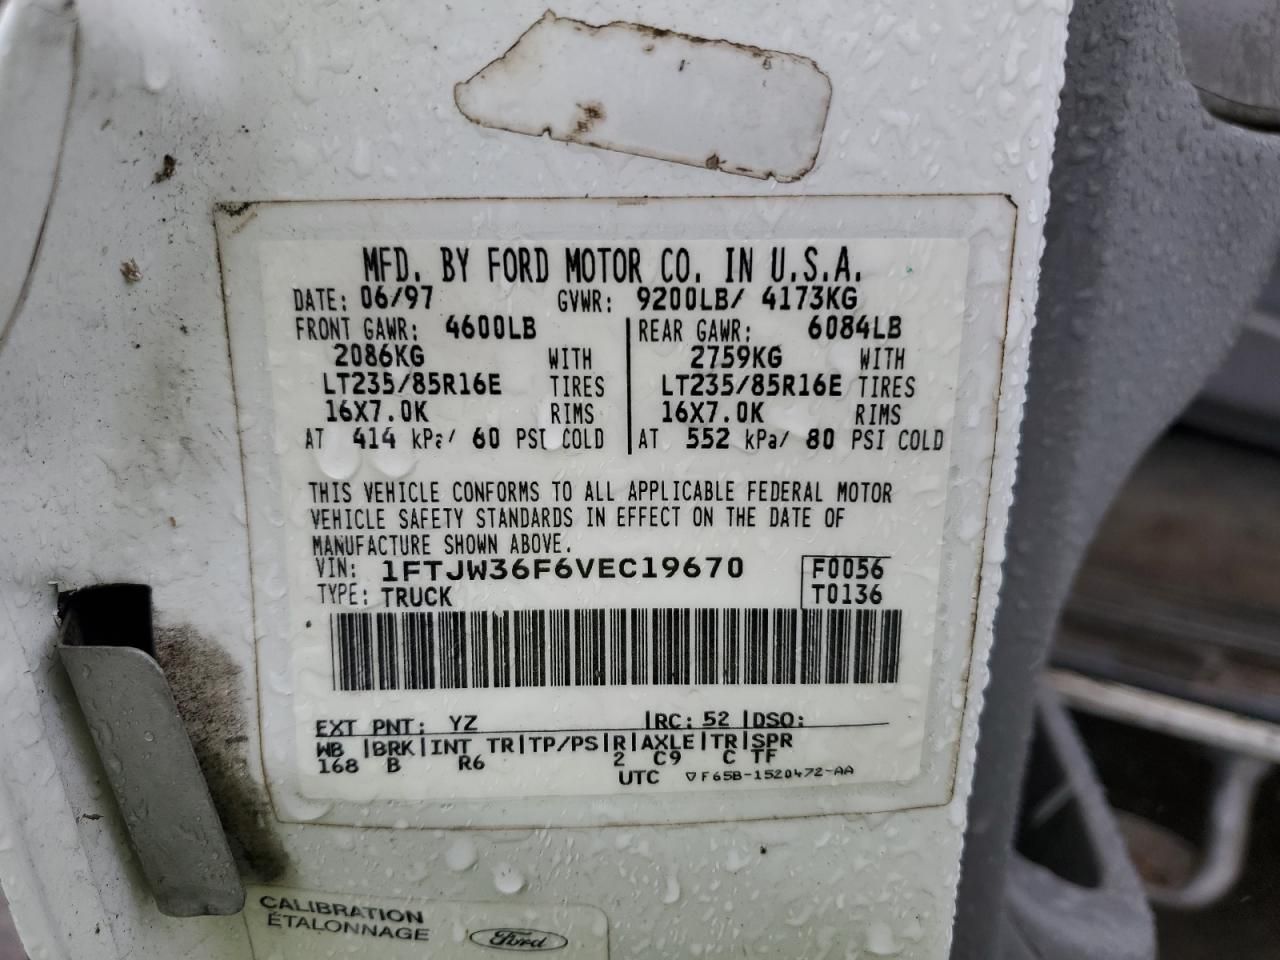 MFD. BY FORD MOTOR CO. IN U.S.A.
DATE: 06/97 GVWR: 9200LB/ 4173KG
FRONT GAWR: 4600LB REAR GAWR: 6084LB
2086KG WITH 2759KG WITH
LT235/85R16E TIRES LT235/85R16E TIRES
16X7.0K RIMS 16X7.0K RIMS
AT 414 kPa/ 60 PSI COLD AT 552 kPa/ 80 PSI COLD
THIS VEHICLE CONFORMS TO ALL APPLICABLE FEDERAL MOTOR
VEHICLE SAFETY STANDARDS IN EFFECT ON THE DATE OF
MANUFACTURE SHOWN ABOVE.
VIN: 1FTJW36F6VEC19670 F0056
TYPE: TRUCK T0136
EXT PNT: YZ |RC: 52 |DSO:
WB |BRK|INT TR|TP/PS|R|AXLE|TR|SPR
168 B R6 2 C9 C TF
UTC ▽F65B-1520472-AA
CALIBRATION
ÉTALONNAGE
Ford